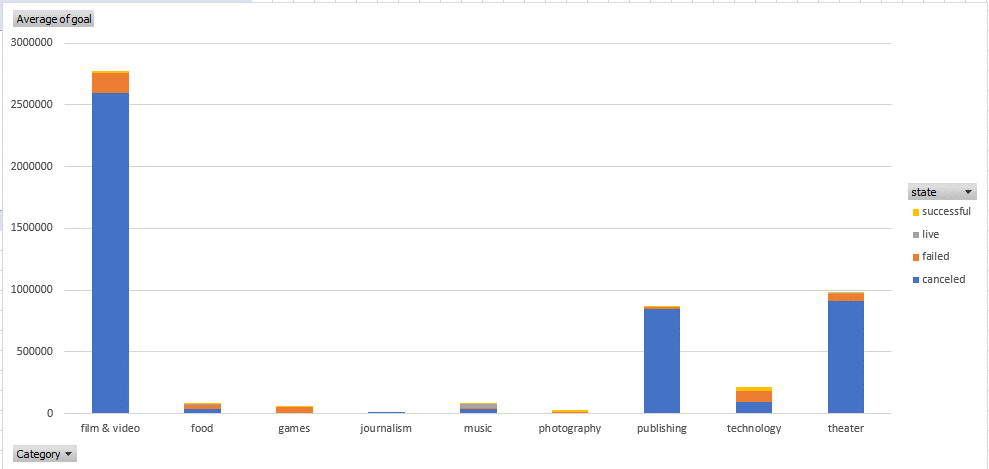 Average of goal
3000000
2500000
2000000
1500000
1000000
500000
0
film & video food games journalism music photography publishing technology theater
Category
state
successful
live
failed
canceled